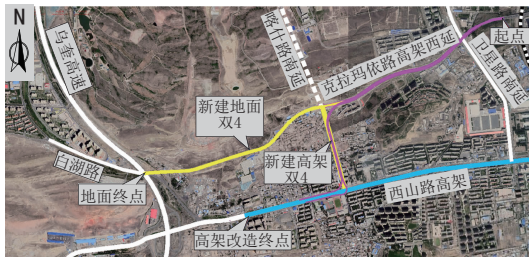 N
乌奎高速
喀什路南延
克拉玛依路高架西延
起点
卫星路南延
新建地面
双4
新建高架
双4
白湖路
地面终点
西山路高架
高架改造终点